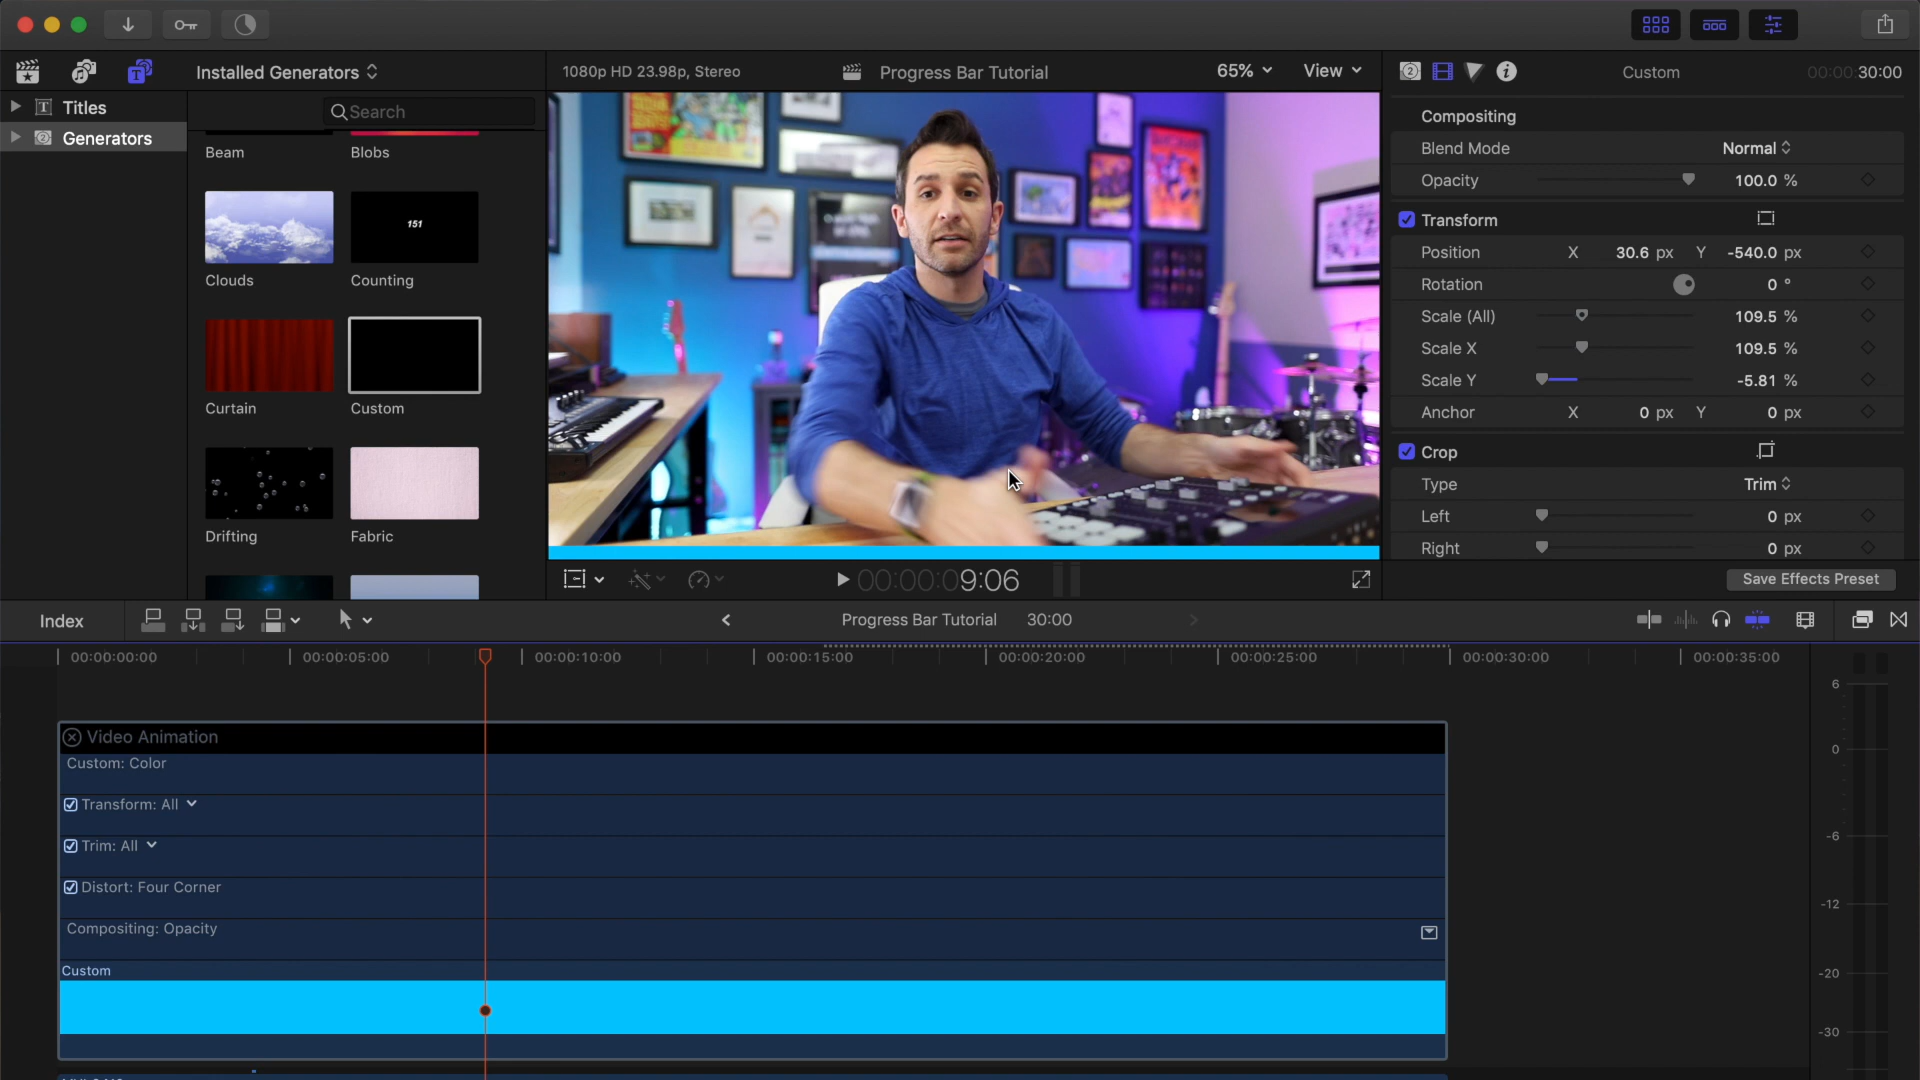 Installed Generators
1080p HD 23.98p, Stereo
Progress Bar Tutorial
65%
View
Custom
00:00:30:00
Titles
Generators
Search
Beam
Blobs
Clouds
151
Counting
Curtain
Custom
Drifting
Fabric
Compositing
Blend Mode
Normal
Opacity
100.0 %
Transform
Position
X
30.6 px
Y
-540.0 px
Rotation
0 °
Scale (All)
109.5 %
Scale X
109.5 %
Scale Y
-5.81 %
Anchor
X
0 px
Y
0 px
Crop
Type
Trim
Left
0 px
Right
0 px
Save Effects Preset
00:00:09:06
Index
Progress Bar Tutorial
30:00
00:00:00:00
00:00:05:00
00:00:10:00
00:00:15:00
00:00:20:00
00:00:25:00
00:00:30:00
00:00:35:00
Video Animation
Custom: Color
Transform: All
Trim: All
Distort: Four Corner
Compositing: Opacity
Custom
6
0
-6
-12
-20
-30